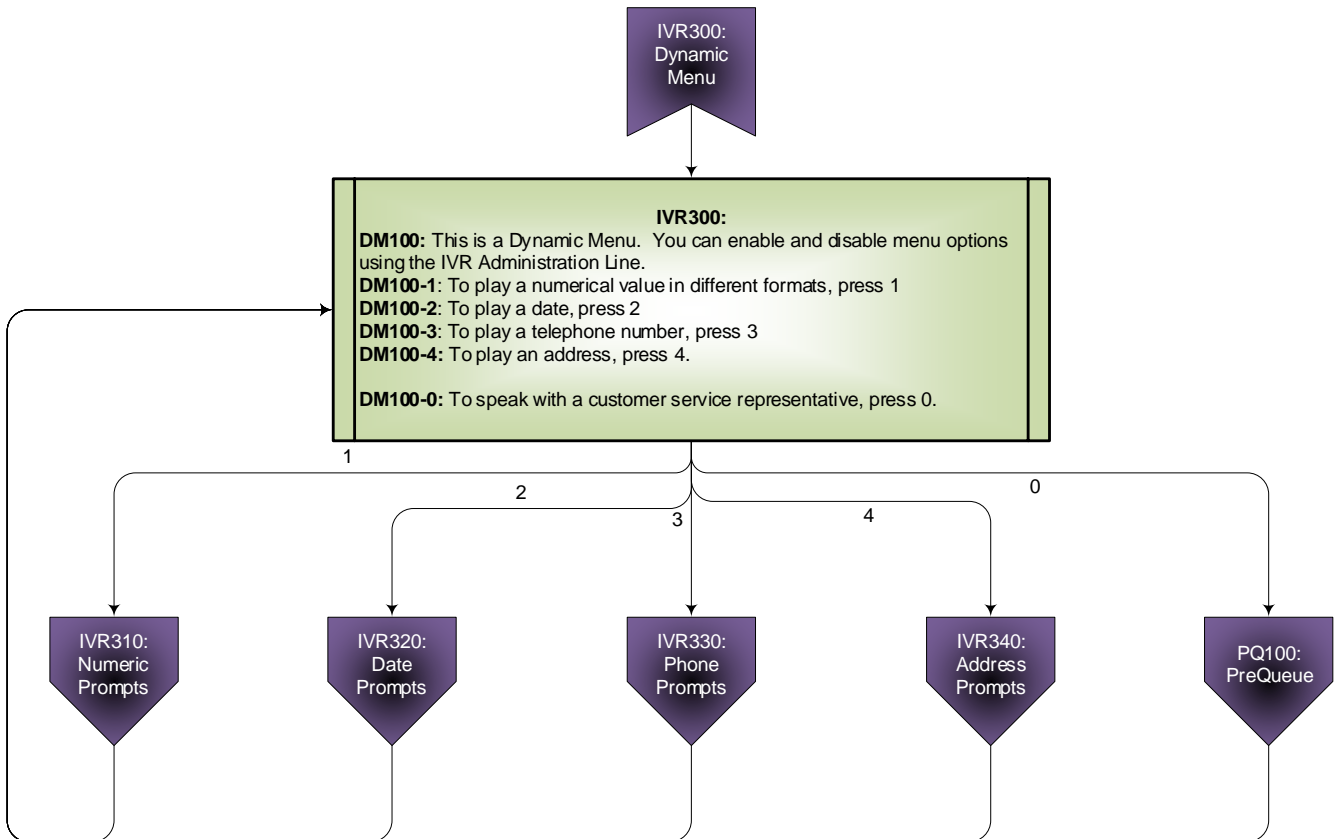 IVR300:
Dynamic
Menu
IVR300:
DM100: This is a Dynamic Menu. You can enable and disable menu options
using the IVR Administration Line.
DM100-1: To play a numerical value in different formats, press 1
DM100-2: To play a date, press 2
DM100-3: To play a telephone number, press 3
DM100-4: To play an address, press 4.
DM100-0: To speak with a customer service representative, press 0.
1
2
3
4
0
IVR310:
Numeric
Prompts
IVR320:
Date
Prompts
IVR330:
Phone
Prompts
IVR340:
Address
Prompts
PQ100:
PreQueue